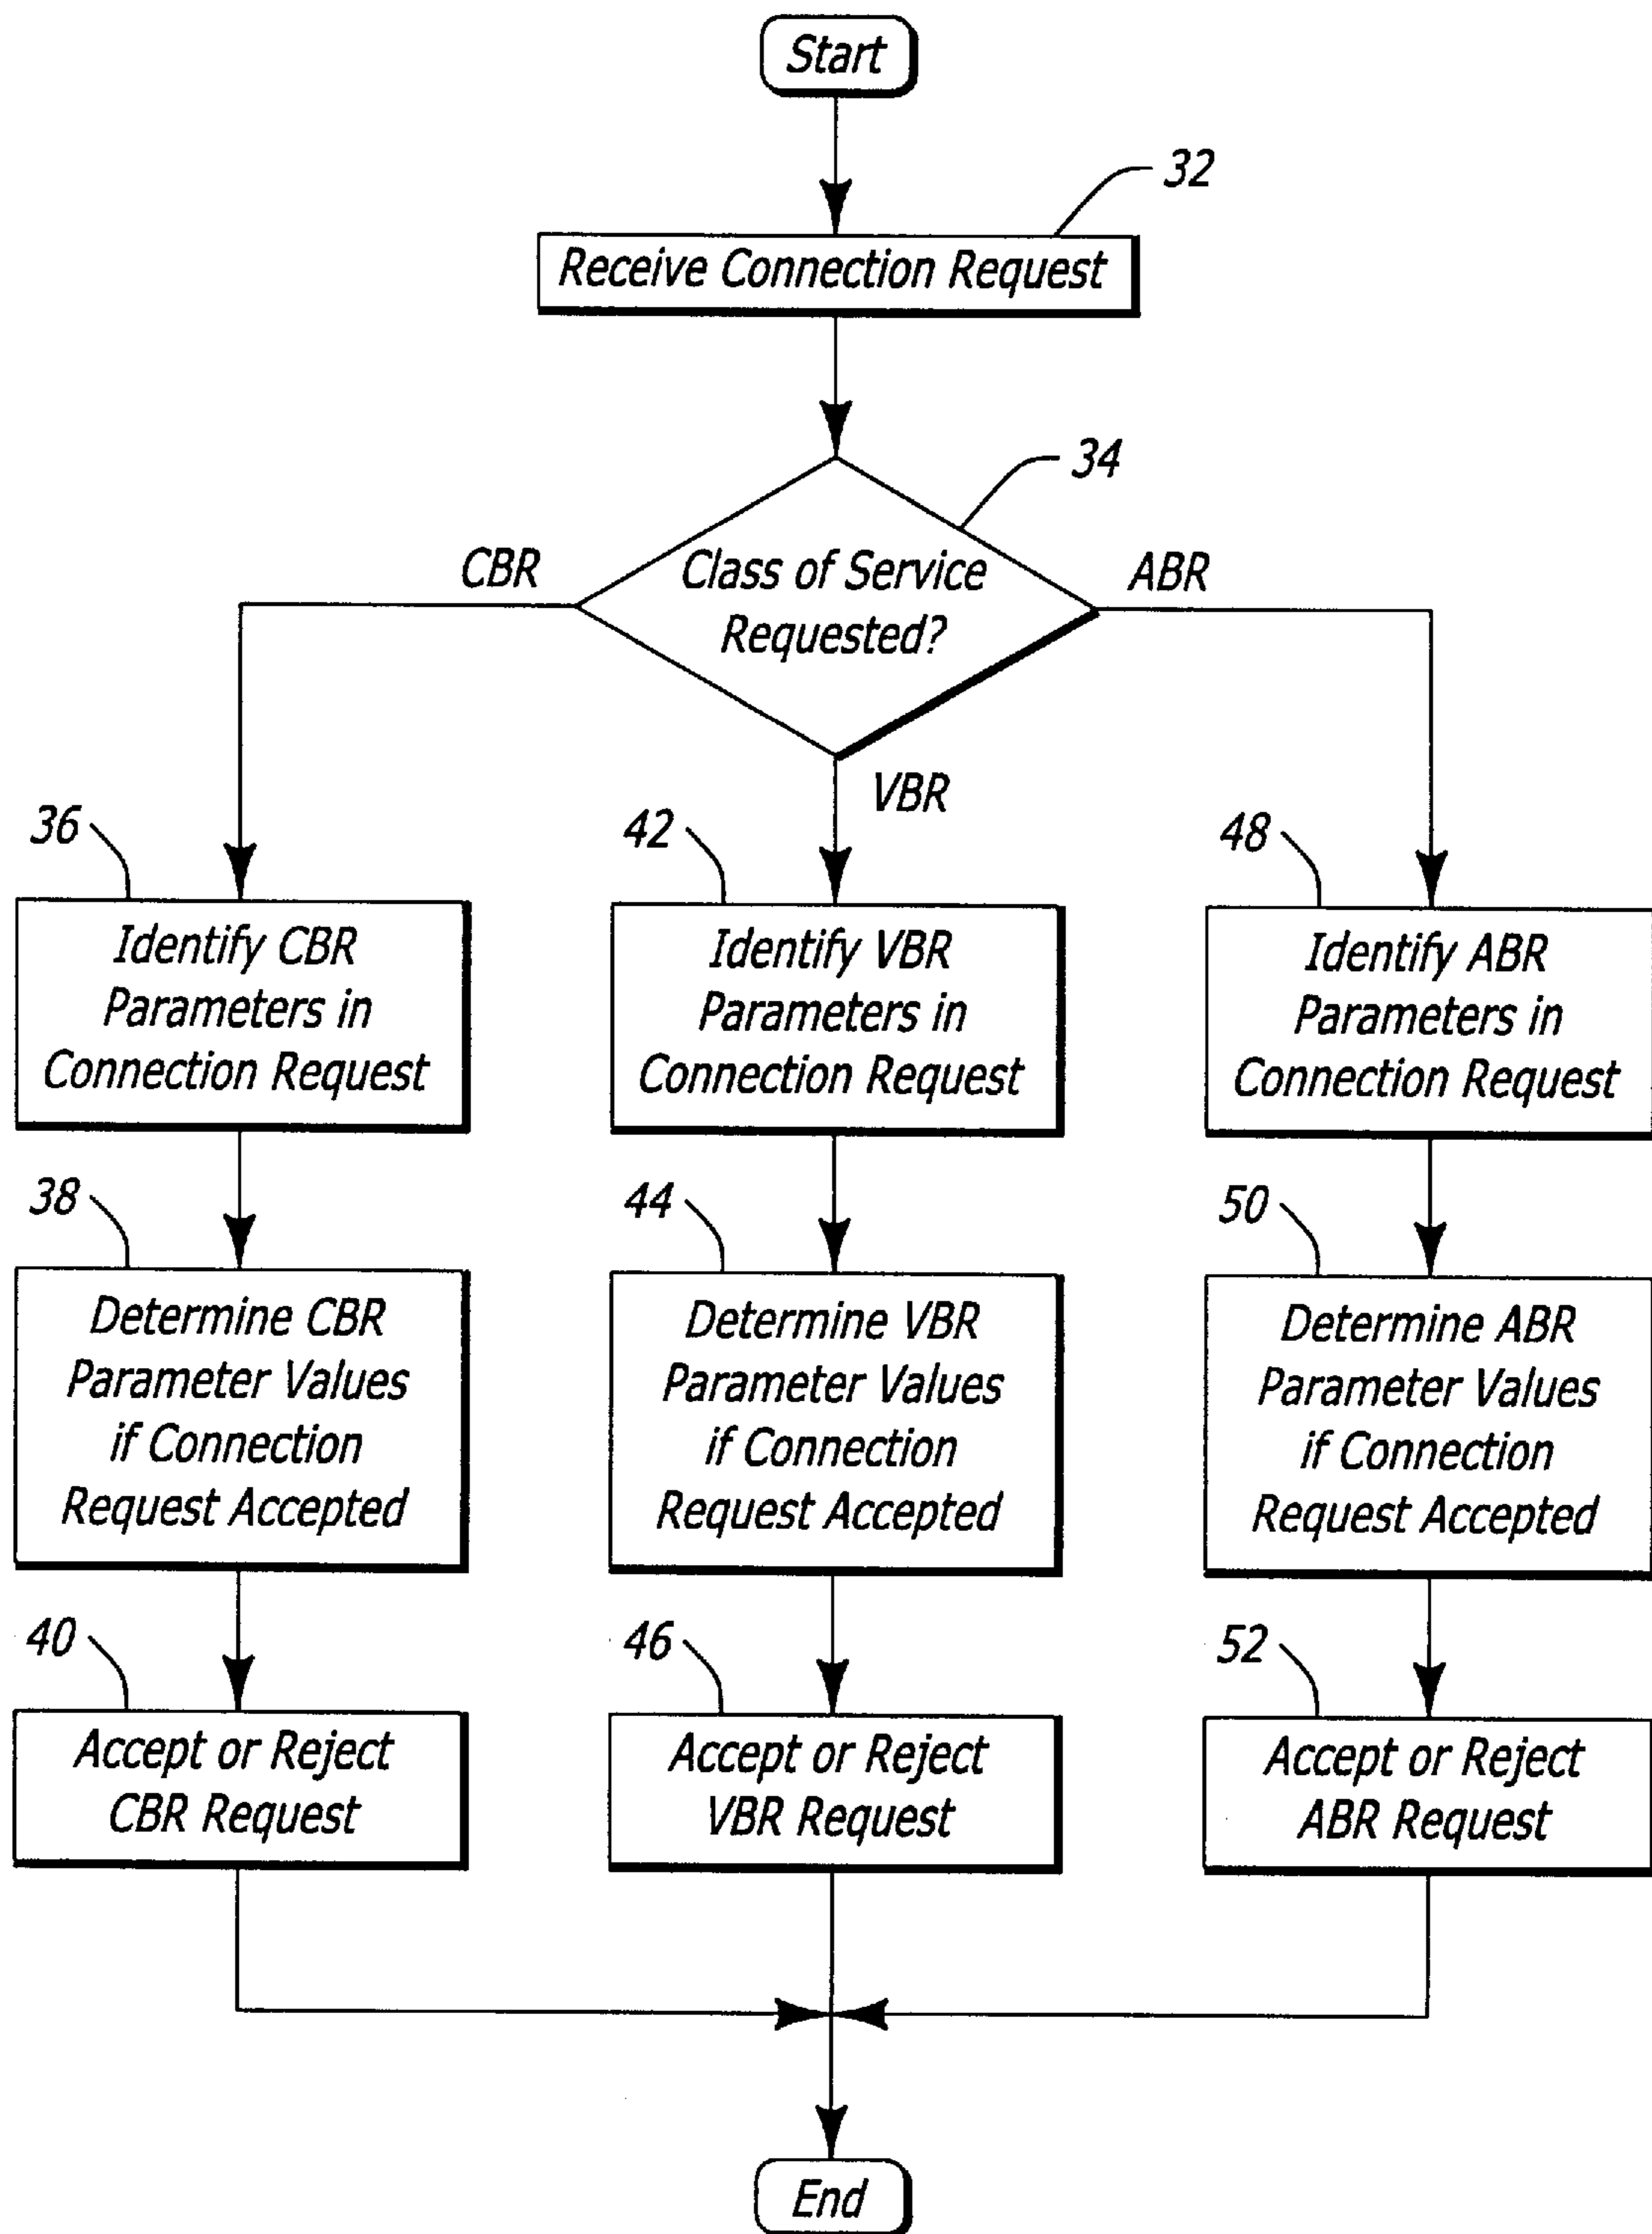 Start
32
Receive Connection Request
34
CBR
Class of Service
Requested?
ABR
VBR
36
Identify CBR
Parameters in
Connection Request
38
Determine CBR
Parameter Values
if Connection
Request Accepted
40
Accept or Reject
CBR Request
42
Identify VBR
Parameters in
Connection Request
44
Determine VBR
Parameter Values
if Connection
Request Accepted
46
Accept or Reject
VBR Request
48
Identify ABR
Parameters in
Connection Request
50
Determine ABR
Parameter Values
if Connection
Request Accepted
52
Accept or Reject
ABR Request
End